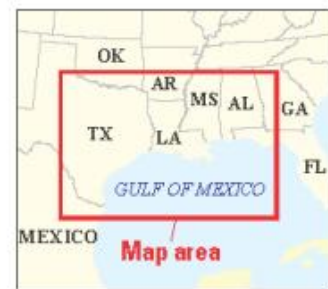 OK
AR
MS AL
GA
TX
LA
FL
GULF OF MEXICO
MEXICO
Map area